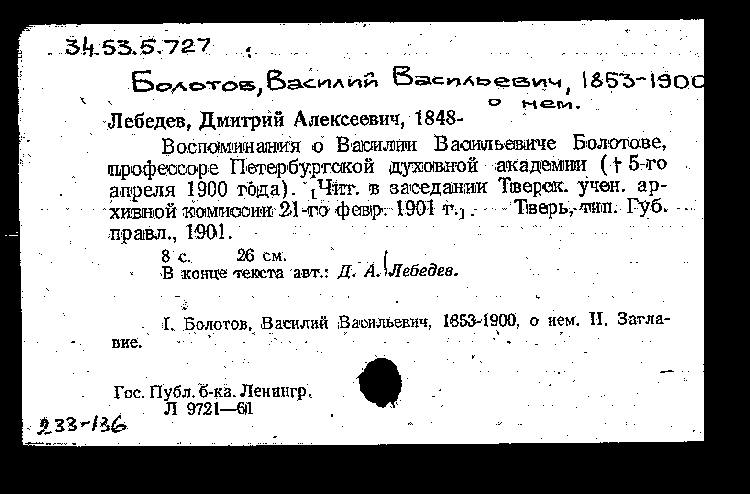 34.53.5.727
Болотов, Василий Васильевич, 1853-1900
о нем.
Лебедев, Дмитрий Алексеевич, 1848-
Воспоминания о Василии Васильевиче Болотове,
профессоре Петербургской духовной академии († 5-го
апреля 1900 года). [Чит. в заседании Тверск. учен. ар-
хивной комиссии 21-го февр. 1901 г.]. Тверь, тип. Губ.
правл., 1901.
8 с. 26 см.
В конце текста авт.: Д. А. Лебедев.
I. Болотов, Василий Васильевич, 1853-1900, о нем. II. Загла-
вие.
Гос. Публ. б-ка. Ленингр.
Л 9721—61
233-136